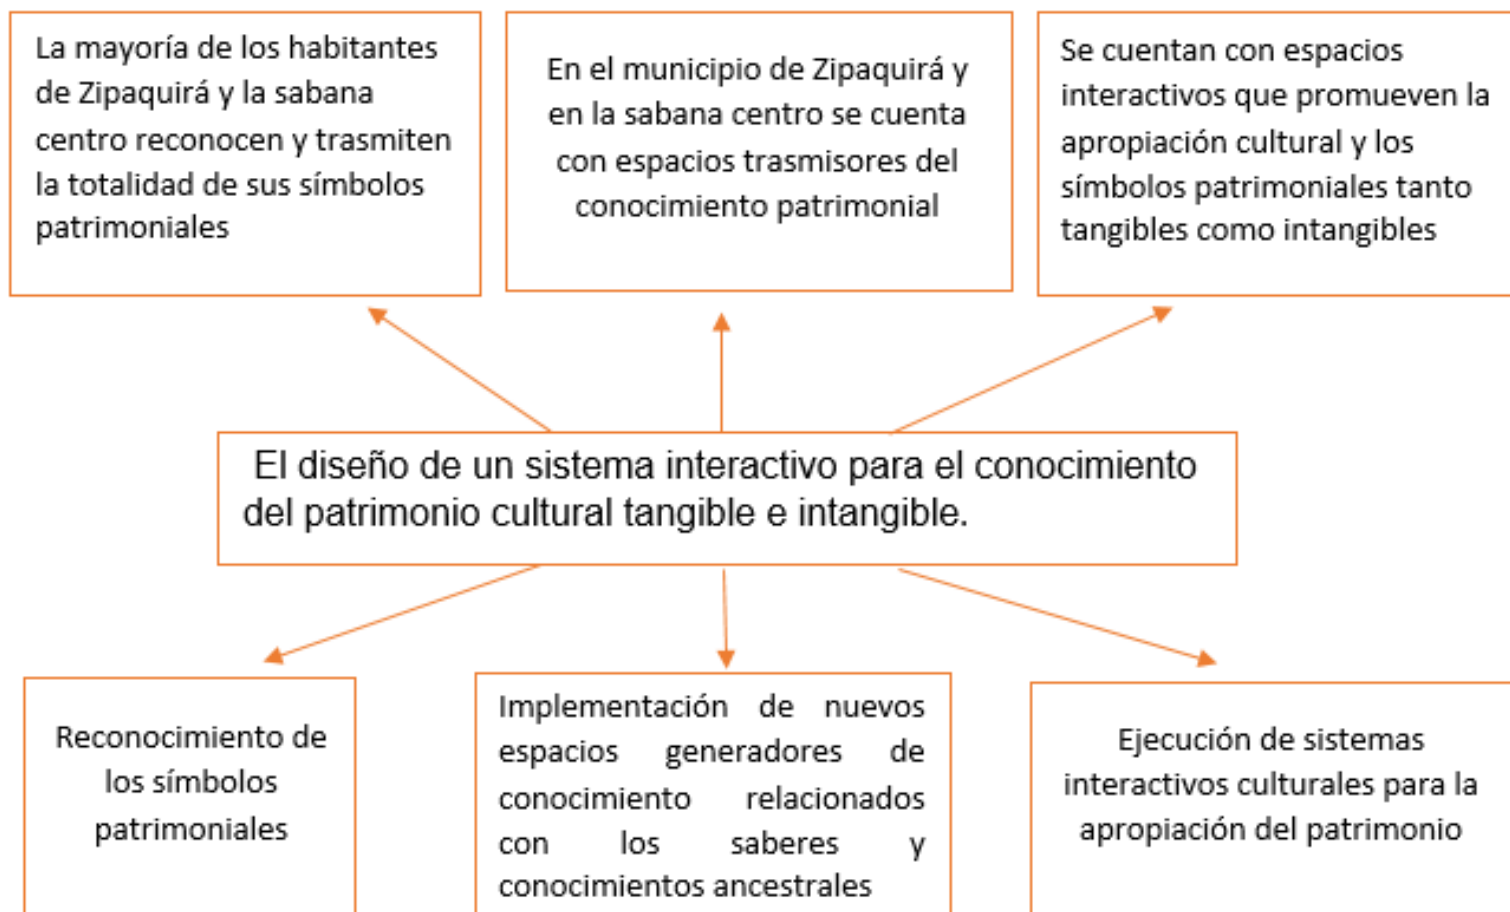 La mayoría de los habitantes
de Zipaquirá y la sabana
centro reconocen y trasmiten
la totalidad de sus símbolos
patrimoniales
En el municipio de Zipaquirá y
en la sabana centro se cuenta
con espacios trasmisores del
conocimiento patrimonial
Se cuentan con espacios
interactivos que promueven la
apropiación cultural y los
símbolos patrimoniales tanto
tangibles como intangibles
El diseño de un sistema interactivo para el conocimiento
del patrimonio cultural tangible e intangible.
Reconocimiento de
los símbolos
patrimoniales
Implementación de nuevos
espacios generadores de
conocimiento relacionados
con los saberes y
conocimientos ancestrales
Ejecución de sistemas
interactivos culturales para la
apropiación del patrimonio